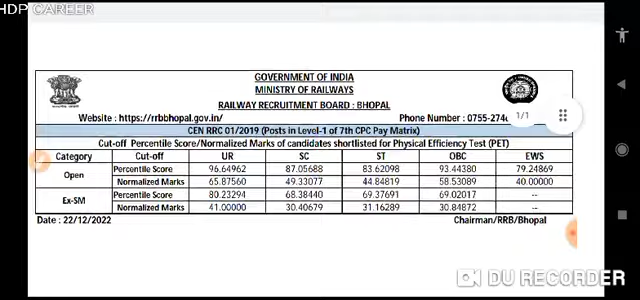 HDP CAREER
GOVERNMENT OF INDIA
MINISTRY OF RAILWAYS
RAILWAY RECRUITMENT BOARD : BHOPAL
Website : https://rrbbhopal.gov.in/ Phone Number : 0755-274
1/1
CEN RRC 01/2019 (Posts in Level-1 of 7th CPC Pay Matrix)
Cut-off Percentile Score/Normalized Marks of candidates shortlisted for Physical Efficiency Test (PET)
Category Cut-off UR SC ST OBC EWS
Open Percentile Score 96.64962 87.05688 83.62098 93.44380 79.24869
Normalized Marks 65.87560 49.33077 44.84819 58.53089 40.00000
Ex-SM Percentile Score 80.23294 68.38440 69.37691 69.02017 --
Normalized Marks 41.00000 30.40679 31.16289 30.84872 --
Date : 22/12/2022 Chairman/RRB/Bhopal
DU RECORDER